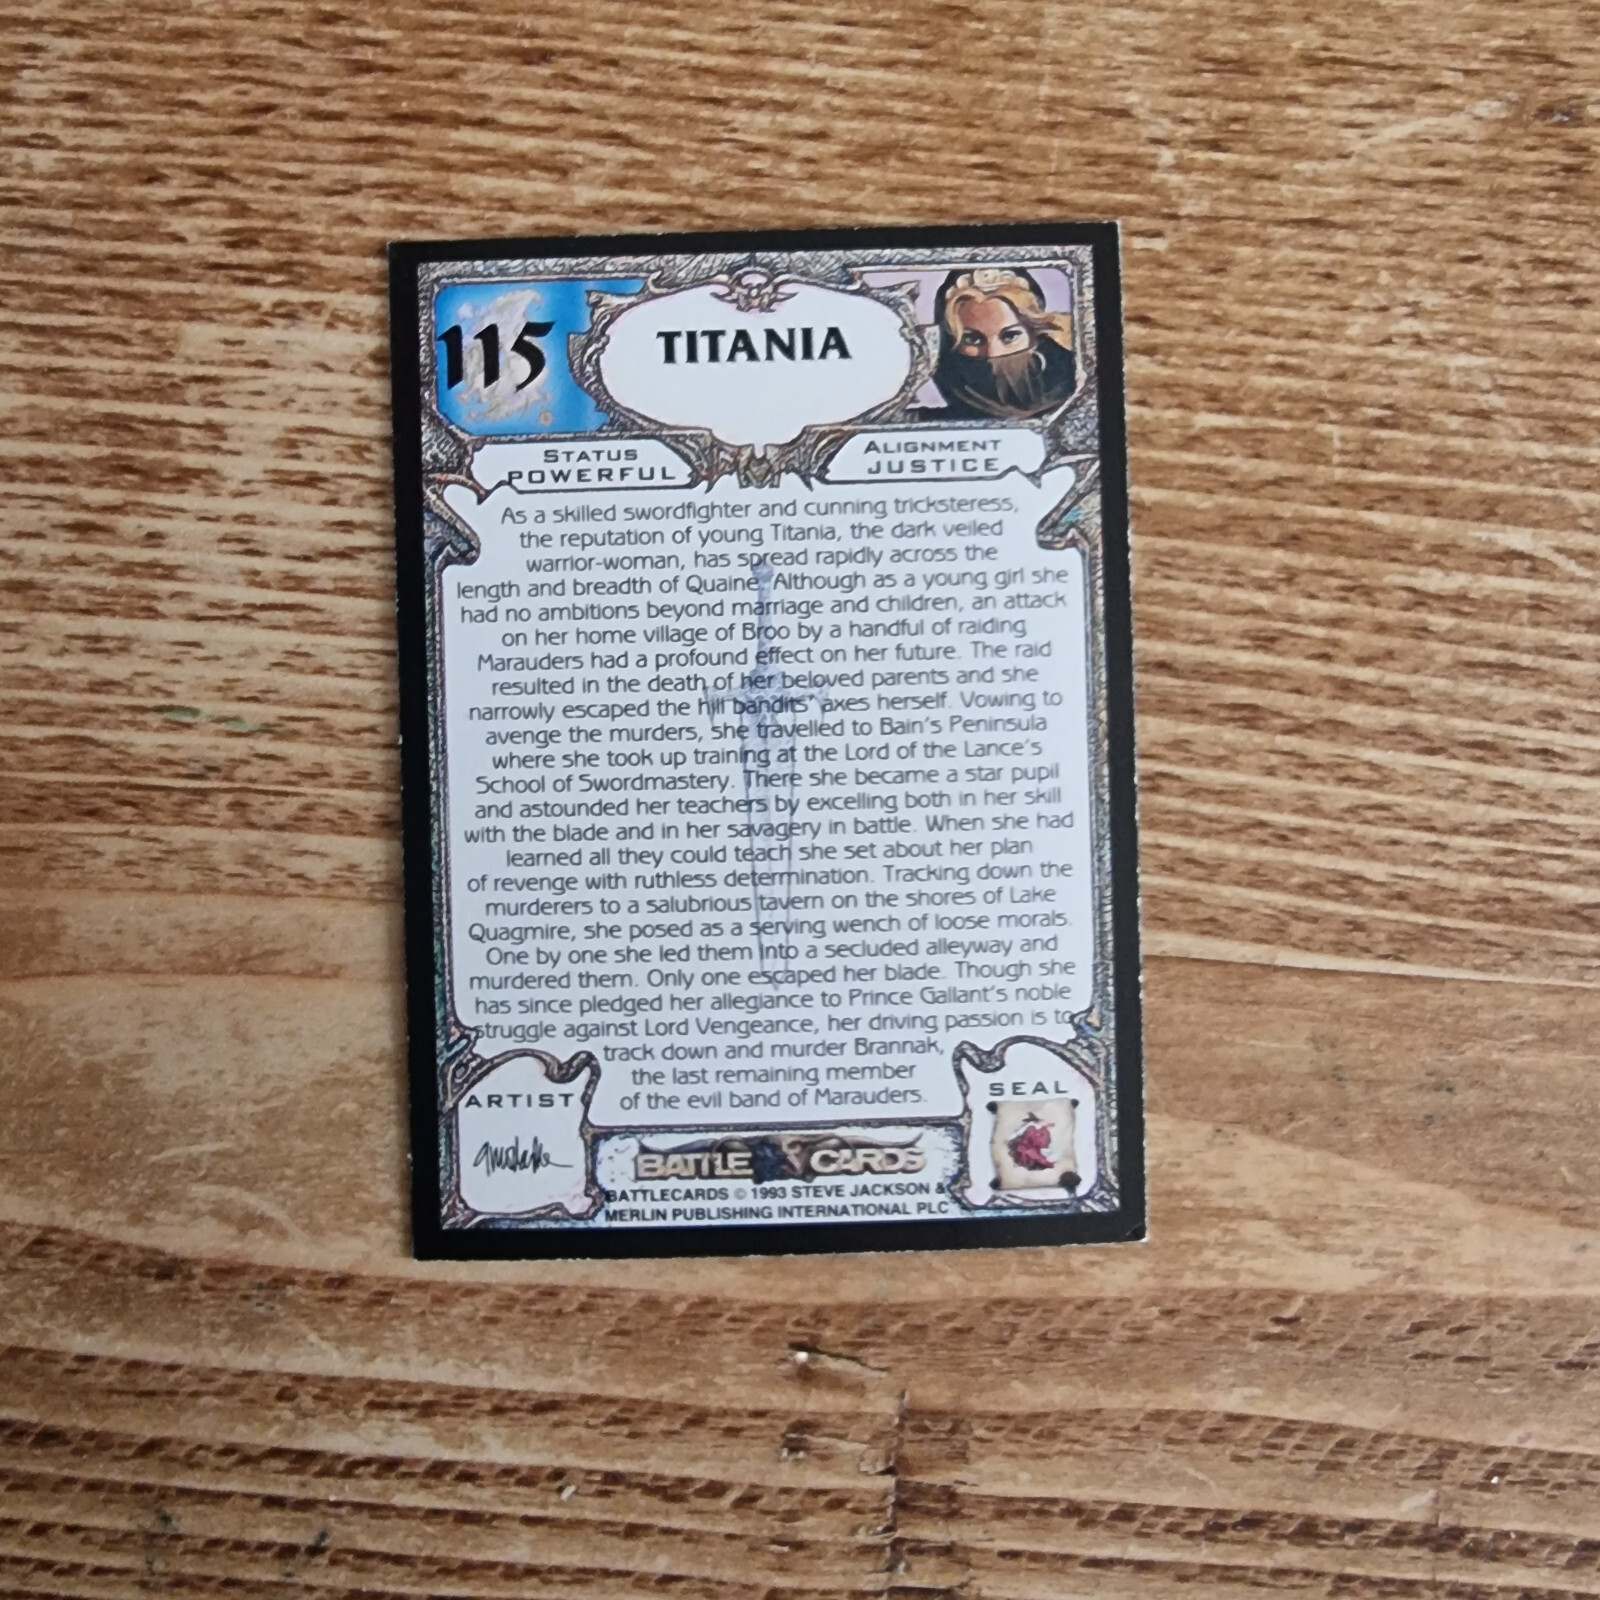 115
TITANIA
STATUS
POWERFUL
ALIGNMENT
JUSTICE
As a skilled swordfighter and cunning tricksteress,
the reputation of young Titania, the dark veiled
warrior-woman, has spread rapidly across the
length and breadth of Quaine. Although as a young girl she
had no ambitions beyond marriage and children, an attack
on her home village of Broo by a handful of raiding
Marauders had a profound effect on her future. The raid
resulted in the death of her beloved parents and she
narrowly escaped the hill bandits' axes herself. Vowing to
avenge the murders, she travelled to Bain's Peninsula
where she took up training at the Lord of the Lance's
School of Swordmastery. There she became a star pupil
and astounded her teachers by excelling both in her skill
with the blade and in her savagery in battle. When she had
learned all they could teach she set about her plan
of revenge with ruthless determination. Tracking down the
murderers to a salubrious tavern on the shores of Lake
Quagmire, she posed as a serving wench of loose morals.
One by one she led them into a secluded alleyway and
murdered them. Only one escaped her blade. Though she
has since pledged her allegiance to Prince Gallant's noble
struggle against Lord Vengeance, her driving passion is to
track down and murder Brannak,
the last remaining member
of the evil band of Marauders.
ARTIST
SEAL
BATTLE CARDS
BATTLECARDS © 1993 STEVE JACKSON &
MERLIN PUBLISHING INTERNATIONAL PLC